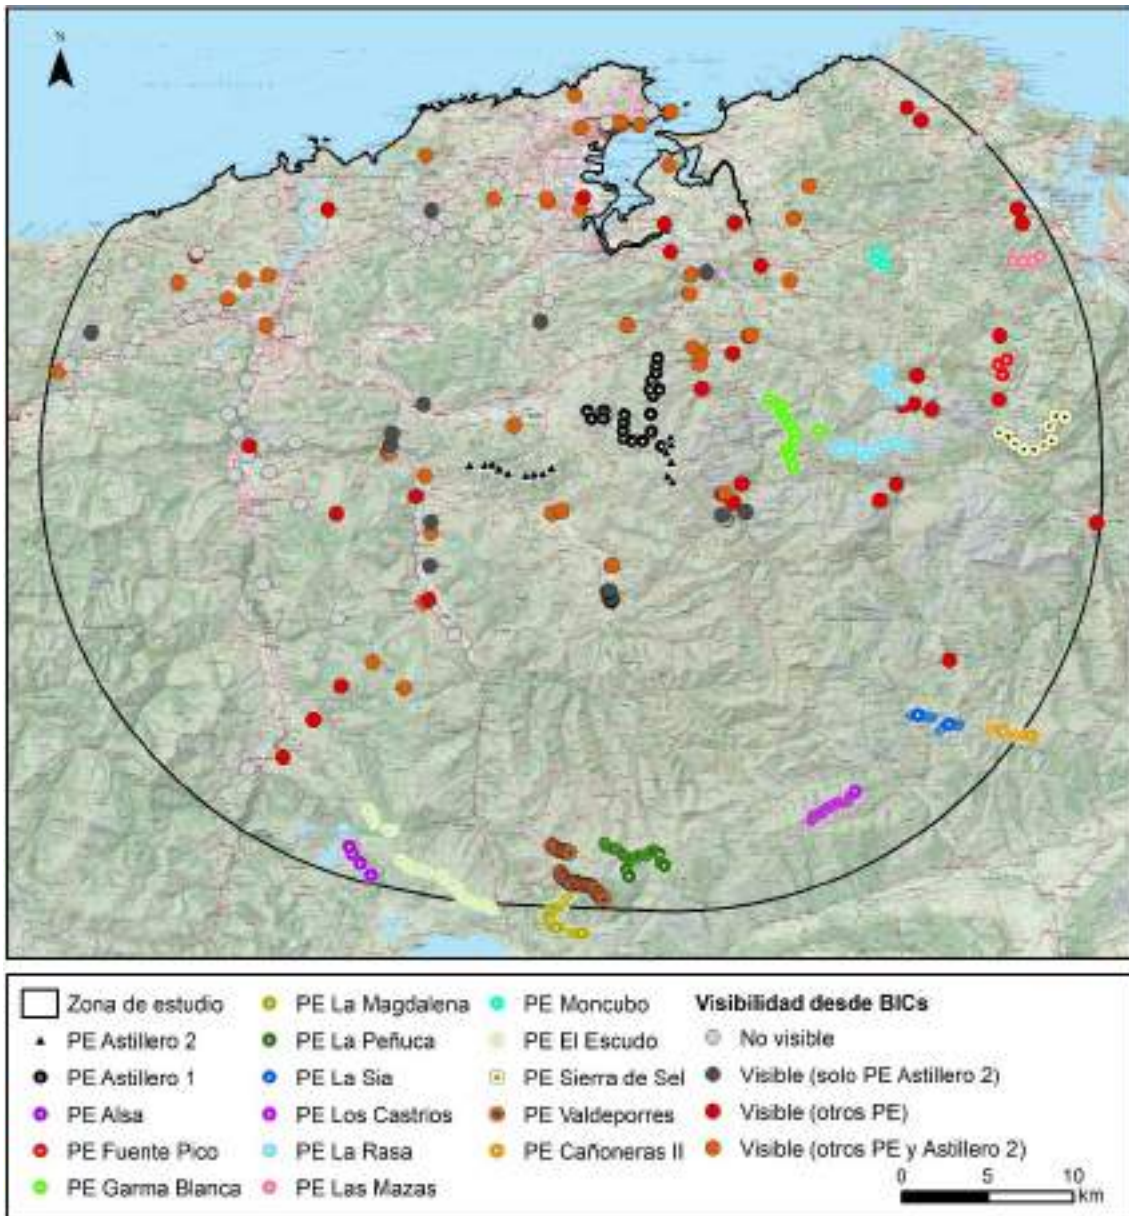 N
Zona de estudio
PE Astillero 2
PE Astillero 1
PE Alsa
PE Fuente Pico
PE Garma Blanca
PE La Magdalena
PE La Peñuca
PE La Sia
PE Los Castrios
PE La Rasa
PE Las Mazas
PE Moncubo
PE El Escudo
PE Sierra de Sel
PE Valdeporres
PE Cañoneras II
Visibilidad desde BICs
No visible
Visible (solo PE Astillero 2)
Visible (otros PE)
Visible (otros PE y Astillero 2)
0 5 10
km